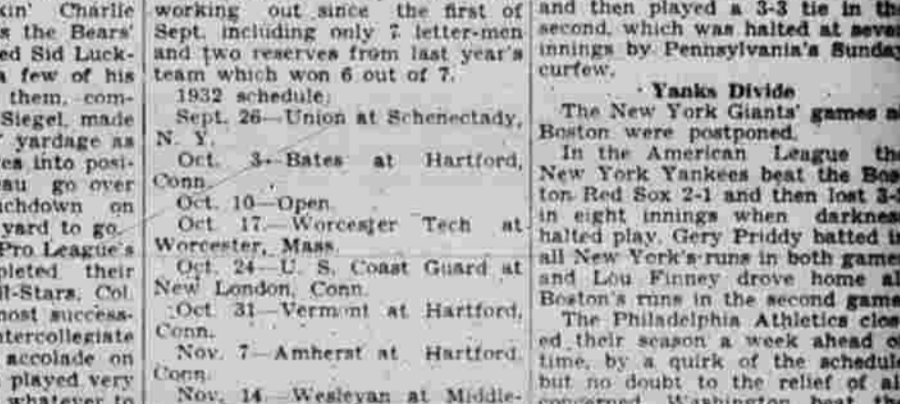 kin' Charlie
s the Bears'
ed Sid Luck-
a few of his
them, com-
Siegel, made
yardage as
es into posi-
au go over
uchdown on
yard to go.
Pro League's
pleted their
ll-Stars. Col.
most success-
ntercollegiate
accolade on
played very
whatever to
working out since the first of
Sept. including only 7 letter-men
and two reserves from last year's
team which won 6 out of 7.
1932 schedule:
Sept. 26—Union at Schenectady,
N. Y.
Oct. 3—Bates at Hartford,
Conn.
Oct. 10—Open.
Oct. 17—Worcester Tech at
Worcester, Mass.
Oct. 24—U. S. Coast Guard at
New London, Conn.
Oct. 31—Vermont at Hartford,
Conn.
Nov. 7—Amherst at Hartford,
Conn.
Nov. 14—Wesleyan at Middle-
and then played a 3-3 tie in the
second, which was halted at seven
innings by Pennsylvania's Sunday
curfew.
Yanks Divide
The New York Giants' games at
Boston were postponed.
In the American League the
New York Yankees beat the Bos-
ton Red Sox 2-1 and then lost 3-
in eight innings when darkness
halted play. Gery Priddy batted in
all New York's runs in both games
and Lou Finney drove home all
Boston's runs in the second game.
The Philadelphia Athletics clos-
ed their season a week ahead of
time, by a quirk of the schedule
but no doubt to the relief of all
concerned. Washington beat the